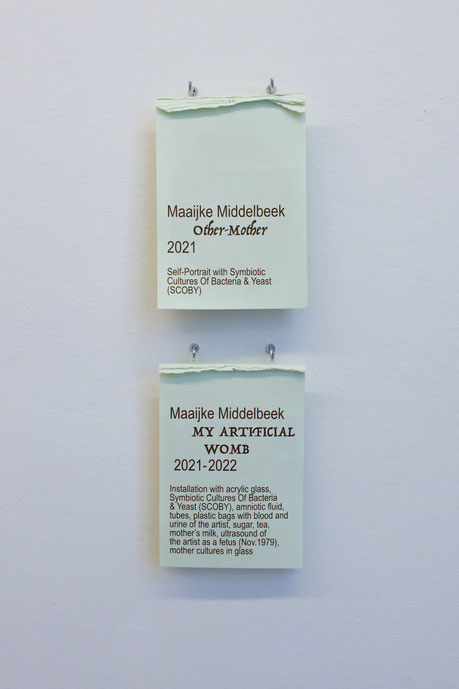 Maaijke Middelbeek
Other-Mother
2021
Self-Portrait with Symbiotic
Cultures Of Bacteria & Yeast
(SCOBY)
Maaijke Middelbeek
MY ARTIFICIAL
WOMB
2021-2022
Installation with acrylic glass,
Symbiotic Cultures Of Bacteria
& Yeast (SCOBY), amniotic fluid,
tubes, plastic bags with blood and
urine of the artist, sugar, tea,
mother's milk, ultrasound of
the artist as a fetus (Nov.1979),
mother cultures in glass